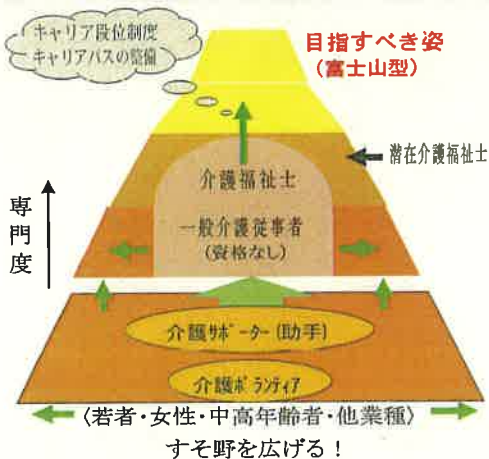 キャリア段位制度
キャリアパスの整備
目指すべき姿
(富士山型)
潜在介護福祉士
介護福祉士
専門度
一般介護従事者
(資格なし)
介護サポーター(助手)
介護ボランティア
〈若者・女性・中高年齢者・他業種〉
すそ野を広げる!